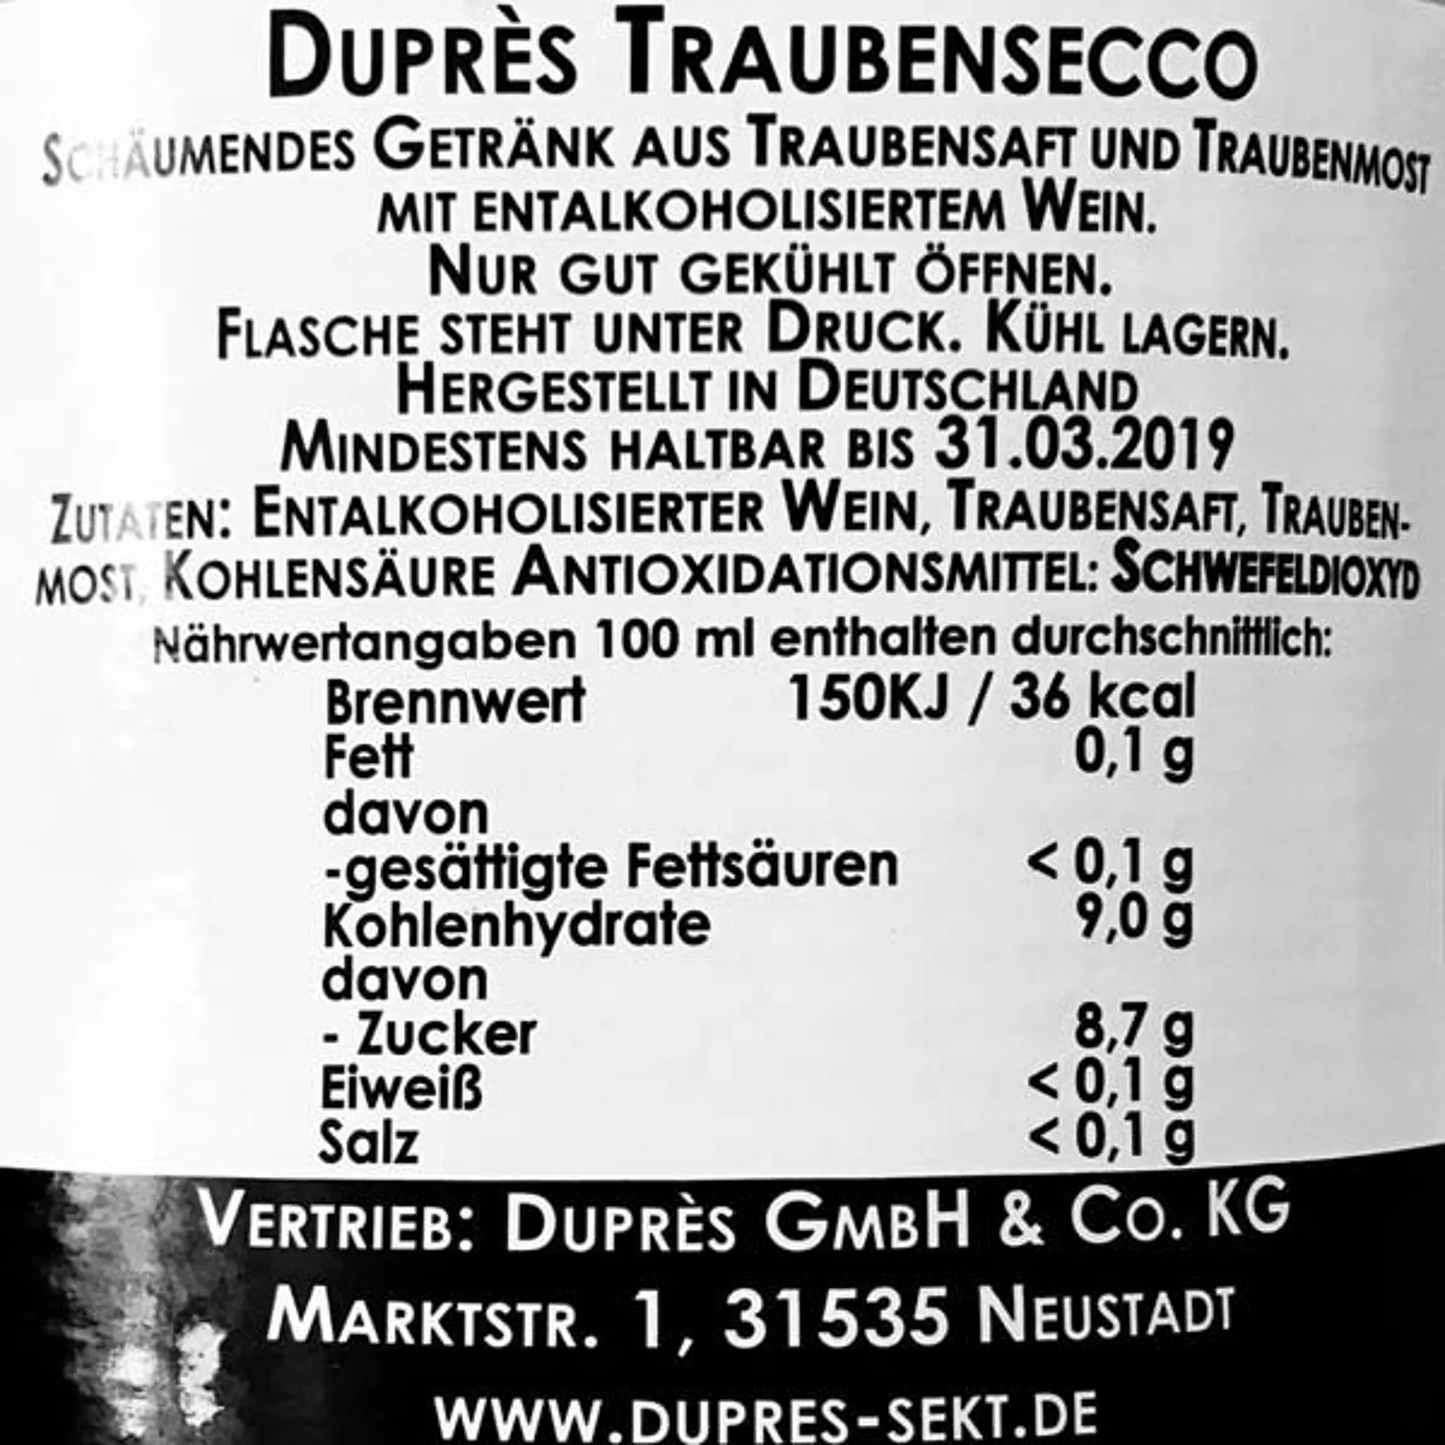 DUPRÈS TRAUBENSECCO
SCHÄUMENDES GETRÄNK AUS TRAUBENSAFT UND TRAUBENMOST
MIT ENTALKOHOLISIERTEM WEIN.
NUR GUT GEKÜHLT ÖFFNEN.
FLASCHE STEHT UNTER DRUCK. KÜHL LAGERN.
HERGESTELLT IN DEUTSCHLAND
MINDESTENS HALTBAR BIS 31.03.2019
ZUTATEN: ENTALKOHOLISIERTER WEIN, TRAUBENSAFT, TRAUBEN-
MOST, KOHLENSÄURE ANTIOXIDATIONSMITTEL: SCHWEFELDIOXYD
Nährwertangaben 100 ml enthalten durchschnittlich:
Brennwert 150KJ / 36 kcal
Fett 0,1 g
davon
-gesättigte Fettsäuren < 0,1 g
Kohlenhydrate 9,0 g
davon
- Zucker 8,7 g
Eiweiß < 0,1 g
Salz < 0,1 g
VERTRIEB: DUPRÈS GMBH & CO. KG
MARKTSTR. 1, 31535 NEUSTADT
WWW.DUPRES-SEKT.DE